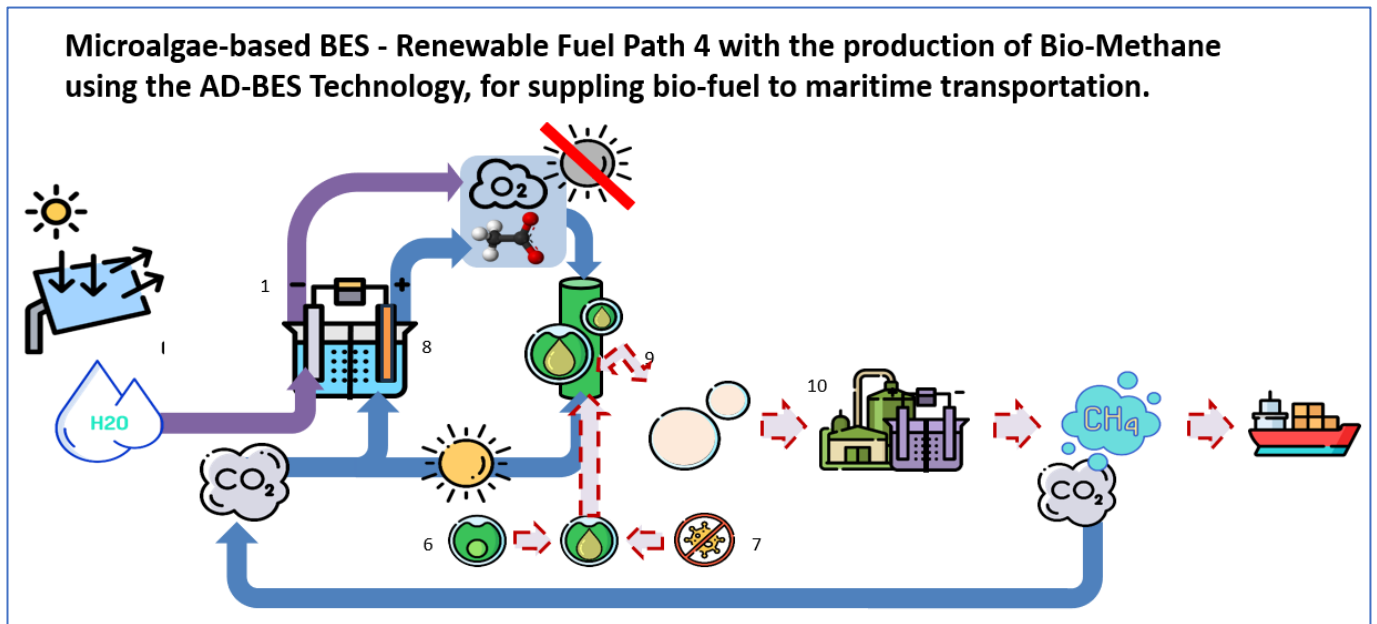 Microalgae-based BES - Renewable Fuel Path 4 with the production of Bio-Methane
using the AD-BES Technology, for suppling bio-fuel to maritime transportation.
O2
1
8
9
10
H2O
CH4
CO2
CO2
6
7